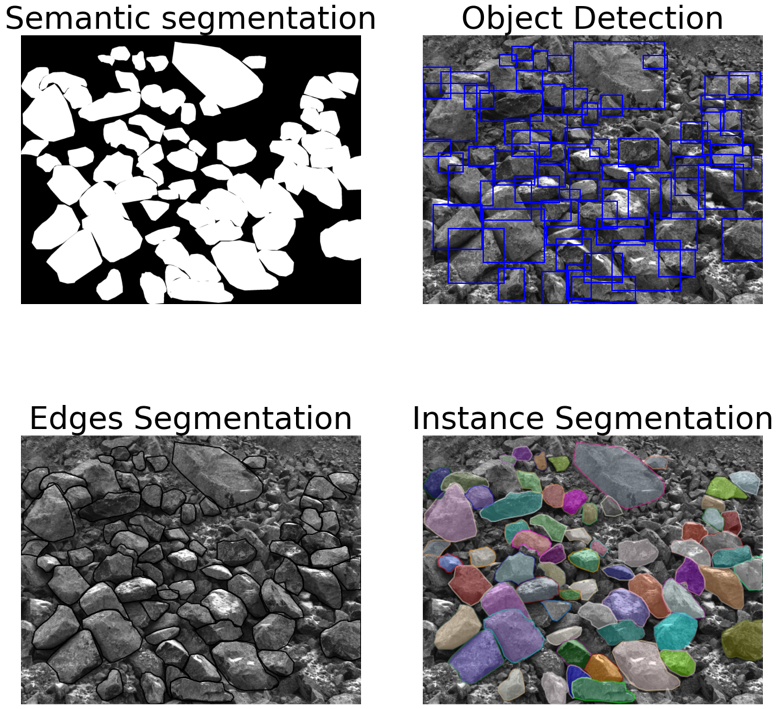 Semantic segmentation
Object Detection
Edges Segmentation
Instance Segmentation